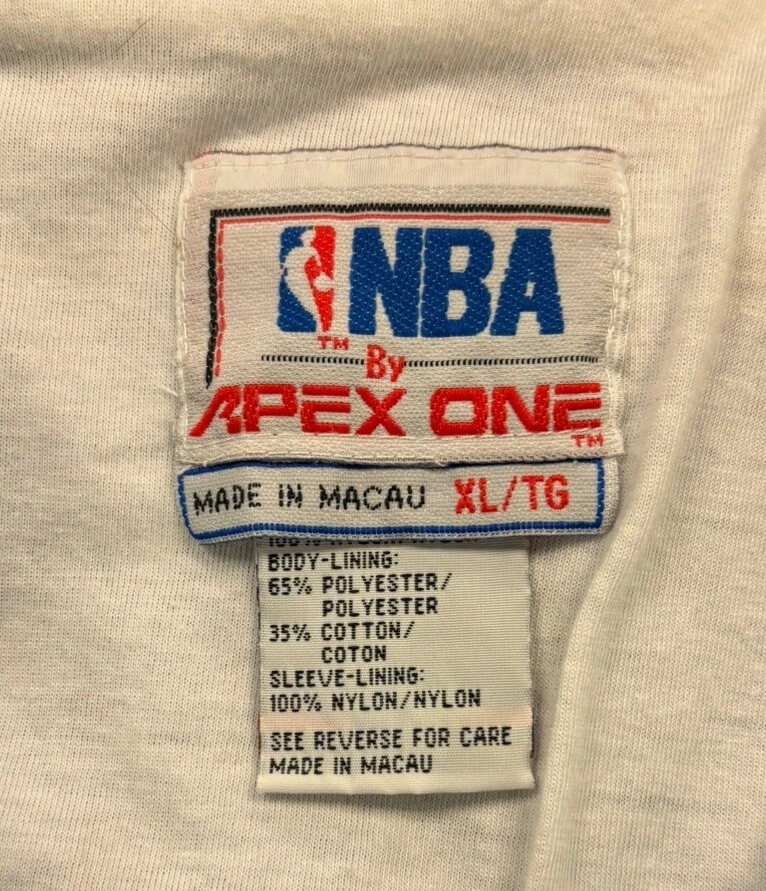 NBA
TM
By
APEX ONE
TM
MADE IN MACAU XL/TG
BODY-LINING:
65% POLYESTER/
POLYESTER
35% COTTON/
COTON
SLEEVE-LINING:
100% NYLON/NYLON
SEE REVERSE FOR CARE
MADE IN MACAU